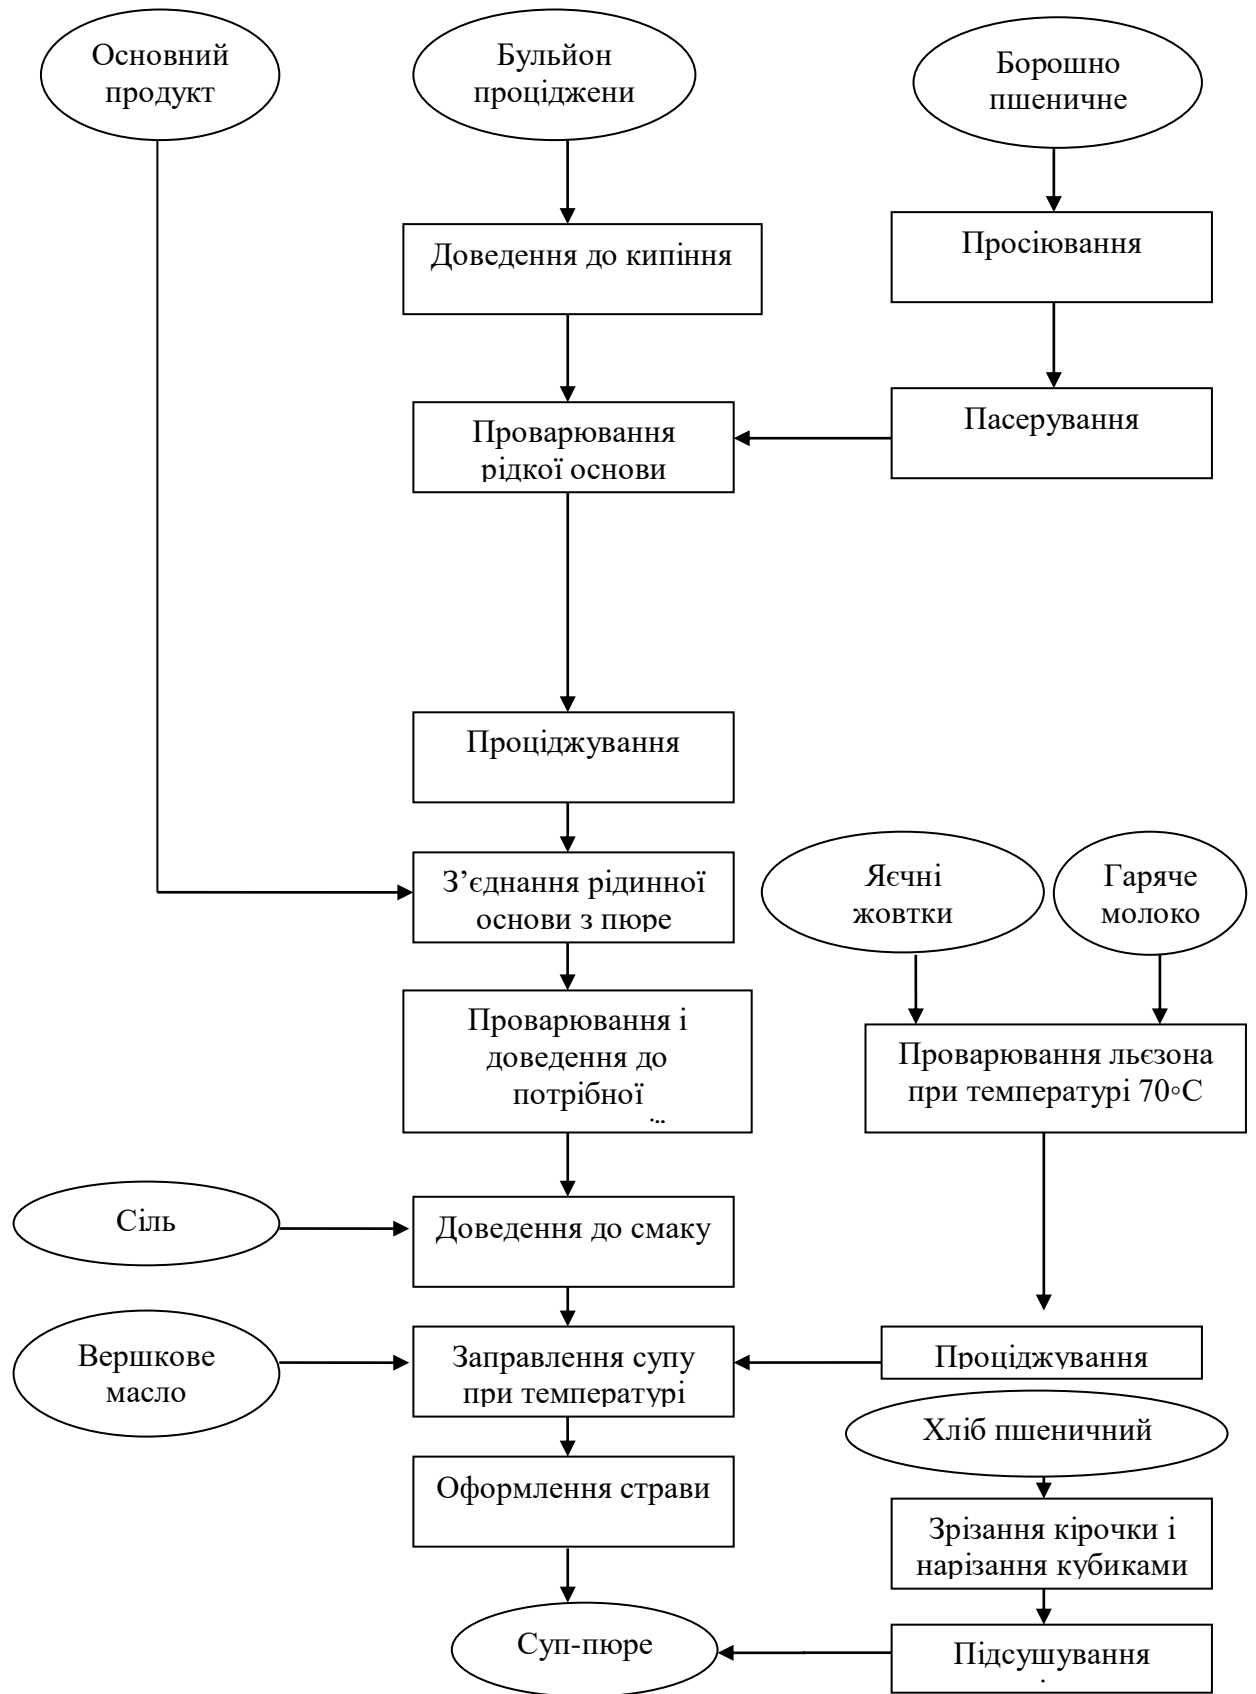 Основний
продукт
Бульйон
проціджени
Борошно
пшеничне
Доведення до кипіння
Просіювання
Проварювання
рідкої основи
Пасерування
Проціджування
З’єднання рідинної
основи з пюре
Яєчні
жовтки
Гаряче
молоко
Проварювання і
доведення до
потрібної
Проварювання льєзона
при температурі 70◦С
Сіль
Доведення до смаку
Вершкове
масло
Заправлення супу
при температурі
Проціджування
Хліб пшеничний
Оформлення страви
Зрізання кірочки і
нарізання кубиками
Суп-пюре
Підсушування